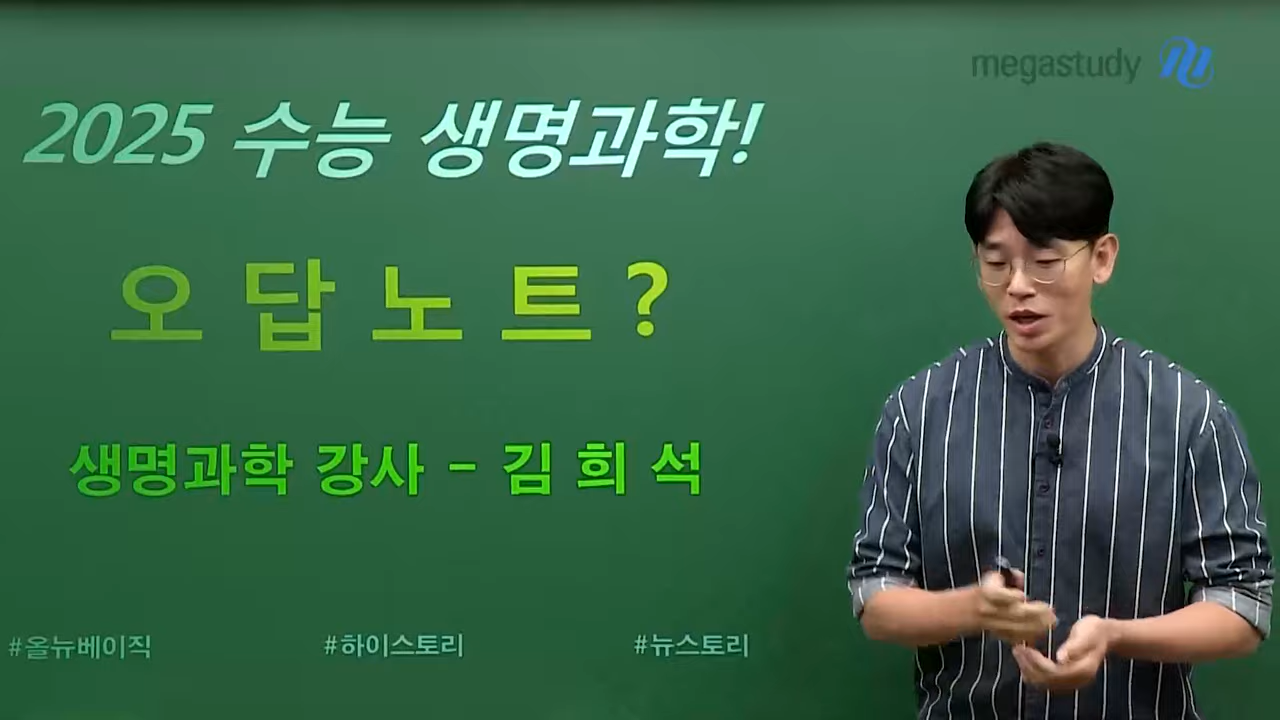 megastudy
2025 수능 생명과학!
오 답 노 트 ?
생명과학 강사 - 김 희 석
#올뉴베이직 #하이스토리 #뉴스토리